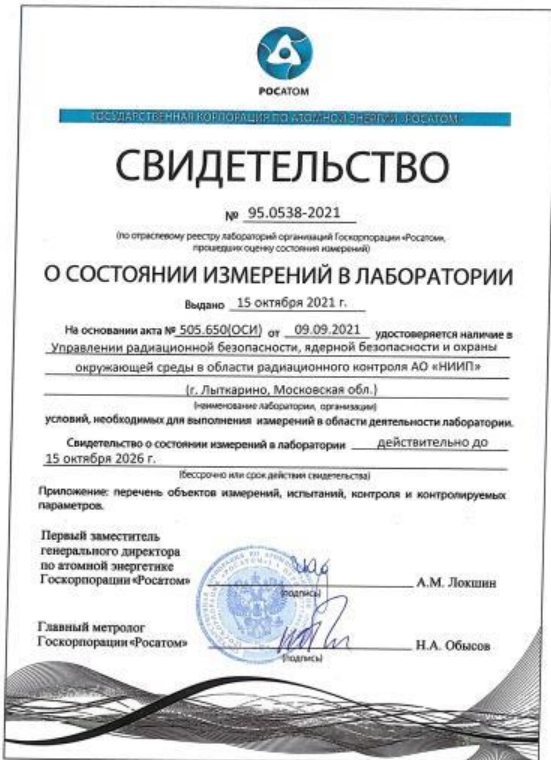 РОСАТОМ
ГОСУДАРСТВЕННАЯ КОРПОРАЦИЯ ПО АТОМНОЙ ЭНЕРГИИ «РОСАТОМ»
СВИДЕТЕЛЬСТВО
№ 95.0538-2021
(по отраслевому реестру лабораторий организаций Госкорпорации «Росатом»,
прошедших оценку состояния измерений)
О СОСТОЯНИИ ИЗМЕРЕНИЙ В ЛАБОРАТОРИИ
Выдано 15 октября 2021 г.
На основании акта № 505.650(ОСИ) от 09.09.2021 удостоверяется наличие в
Управлении радиационной безопасности, ядерной безопасности и охраны
окружающей среды в области радиационного контроля АО «НИИП»
(г. Лыткарино, Московская обл.)
(наименование лаборатории, организации)
условий, необходимых для выполнения измерений в области деятельности лаборатории.
Свидетельство о состоянии измерений в лаборатории действительно до
15 октября 2026 г.
(бессрочно или срок действия свидетельства)
Приложение: перечень объектов измерений, испытаний, контроля и контролируемых
параметров.
Первый заместитель
генерального директора
по атомной энергетике
Госкорпорации «Росатом» А.М. Локшин
(подпись)
Главный метролог
Госкорпорации «Росатом» Н.А. Обысов
(подпись)